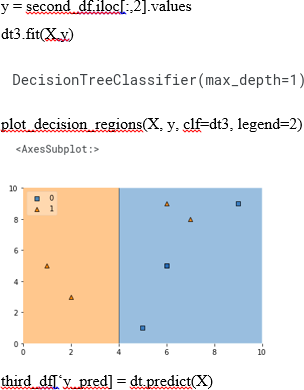 y = second_df.iloc[:,2].values
dt3.fit(X,y)
DecisionTreeClassifier(max_depth=1)
plot_decision_regions(X, y, clf=dt3, legend=2)
<AxesSubplot:>
10
8
6
4
2
0
0
1
0 2 4 6 8 10
third_df[‘y_pred] = dt.predict(X)